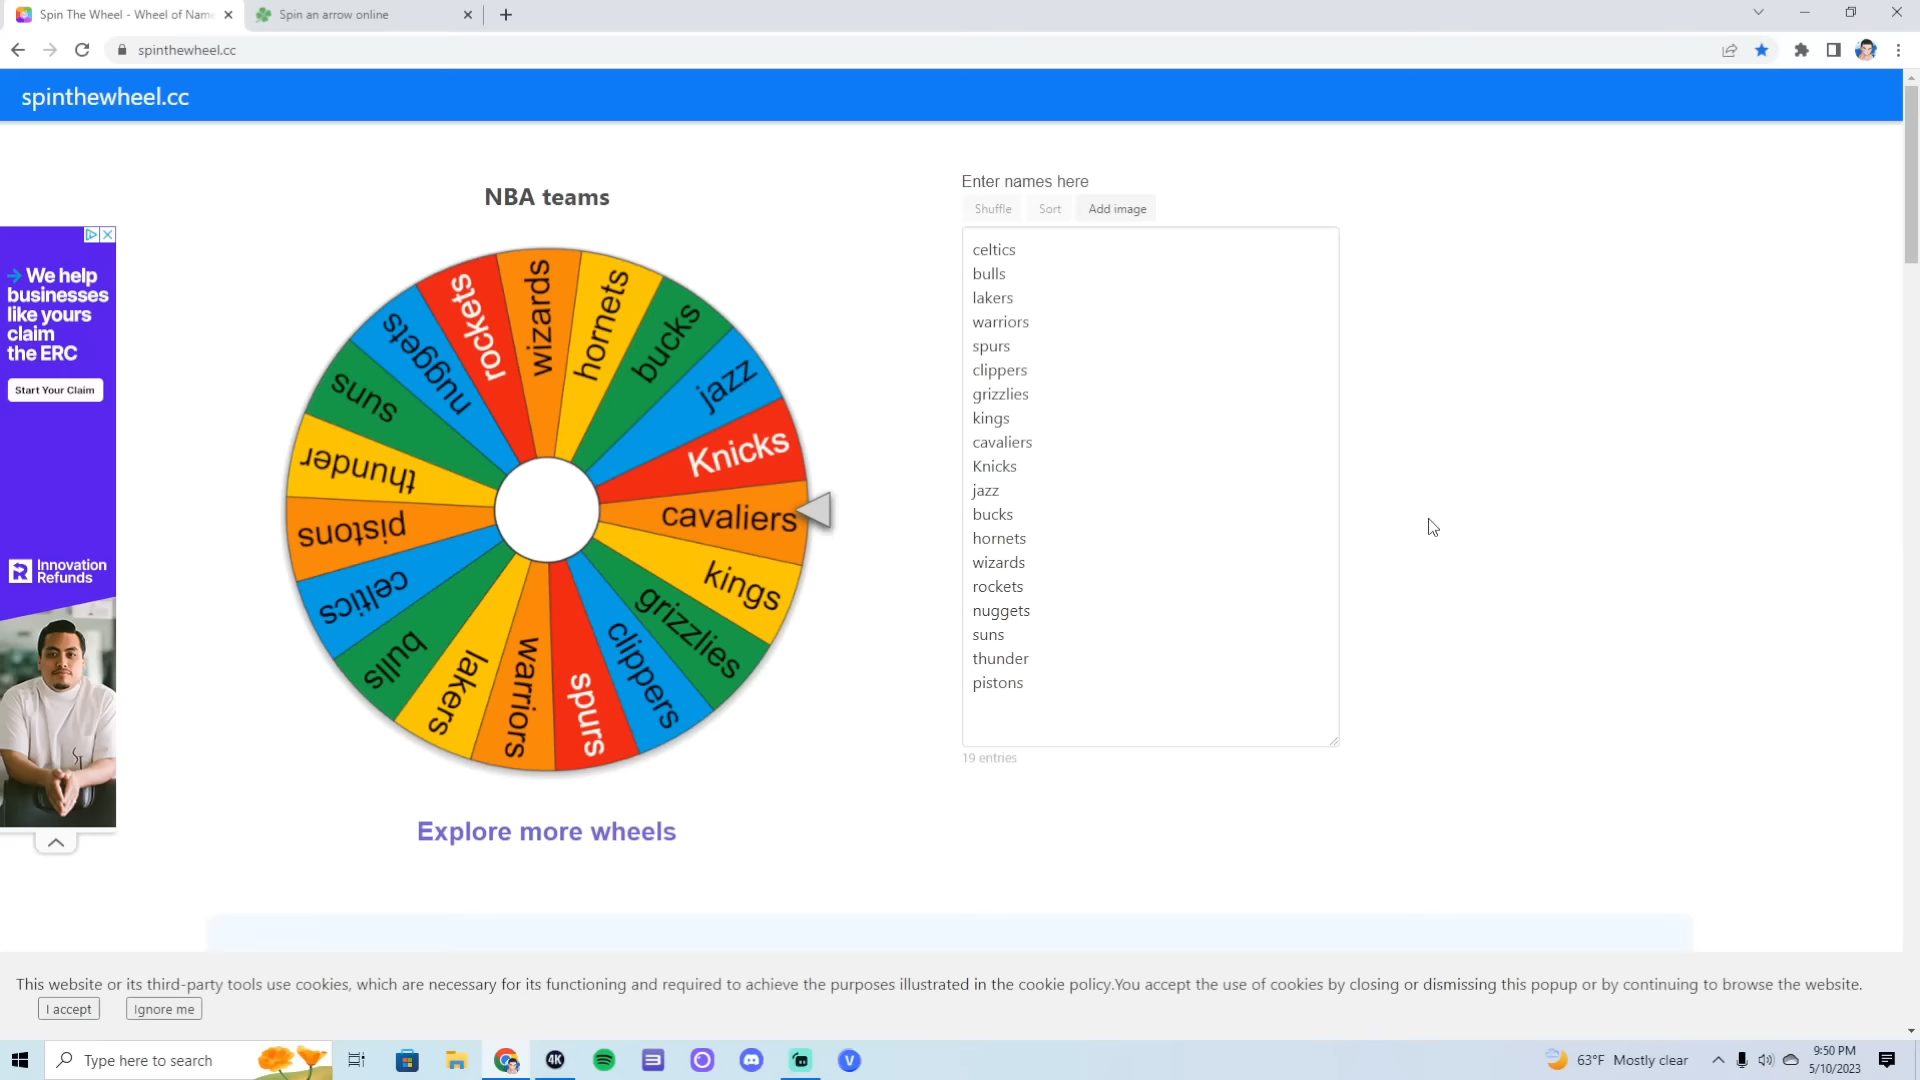 Spin The Wheel - Wheel of Name
Spin an arrow online
spinthewheel.cc
spinthewheel.cc
NBA teams
Enter names here
Shuffle
Sort
Add image
We help
businesses
like yours
claim
the ERC
Start Your Claim
Innovation
Refunds
wizards
hornets
bucks
jazz
Knicks
cavaliers
kings
grizzlies
clippers
spurs
warriors
lakers
bulls
celtics
pistons
thunder
suns
nuggets
rockets
celtics
bulls
lakers
warriors
spurs
clippers
grizzlies
kings
cavaliers
Knicks
jazz
bucks
hornets
wizards
rockets
nuggets
suns
thunder
pistons
19 entries
Explore more wheels
This website or its third-party tools use cookies, which are necessary for its functioning and required to achieve the purposes illustrated in the cookie policy.You accept the use of cookies by closing or dismissing this popup or by continuing to browse the website.
I accept
Ignore me
Type here to search
4K
63°F Mostly clear
9:50 PM
5/10/2023